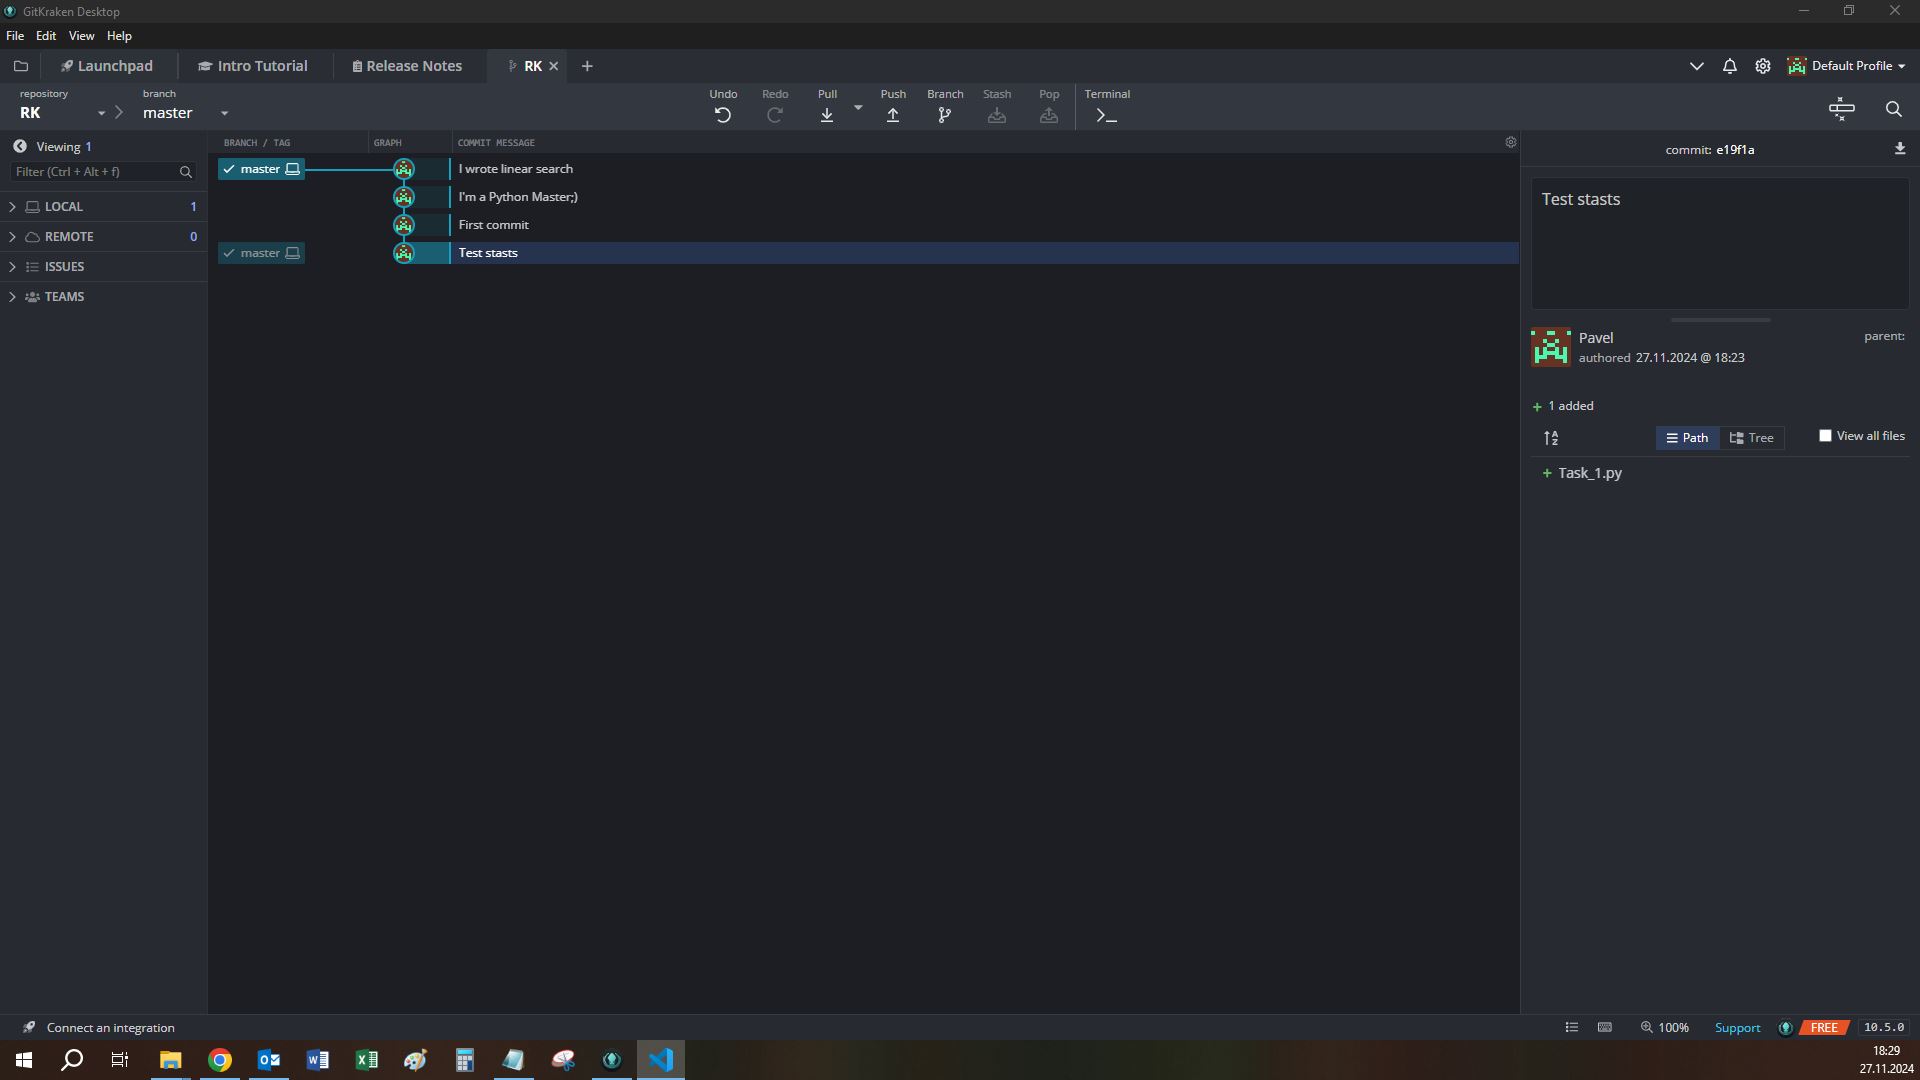 GitKraken Desktop
File Edit View Help
Launchpad Intro Tutorial Release Notes RK Default Profile
repository branch Undo Redo Pull Push Branch Stash Pop Terminal
RK master
Viewing 1
Filter (Ctrl + Alt + f)
LOCAL 1
REMOTE 0
ISSUES
TEAMS
BRANCH / TAG GRAPH COMMIT MESSAGE
master I wrote linear search
I'm a Python Master;)
First commit
master Test stasts
commit: e19f1a
Test stasts
Pavel parent:
authored 27.11.2024 @ 18:23
+ 1 added
Path Tree View all files
+ Task_1.py
Connect an integration 100% Support FREE 10.5.0
18:29
27.11.2024